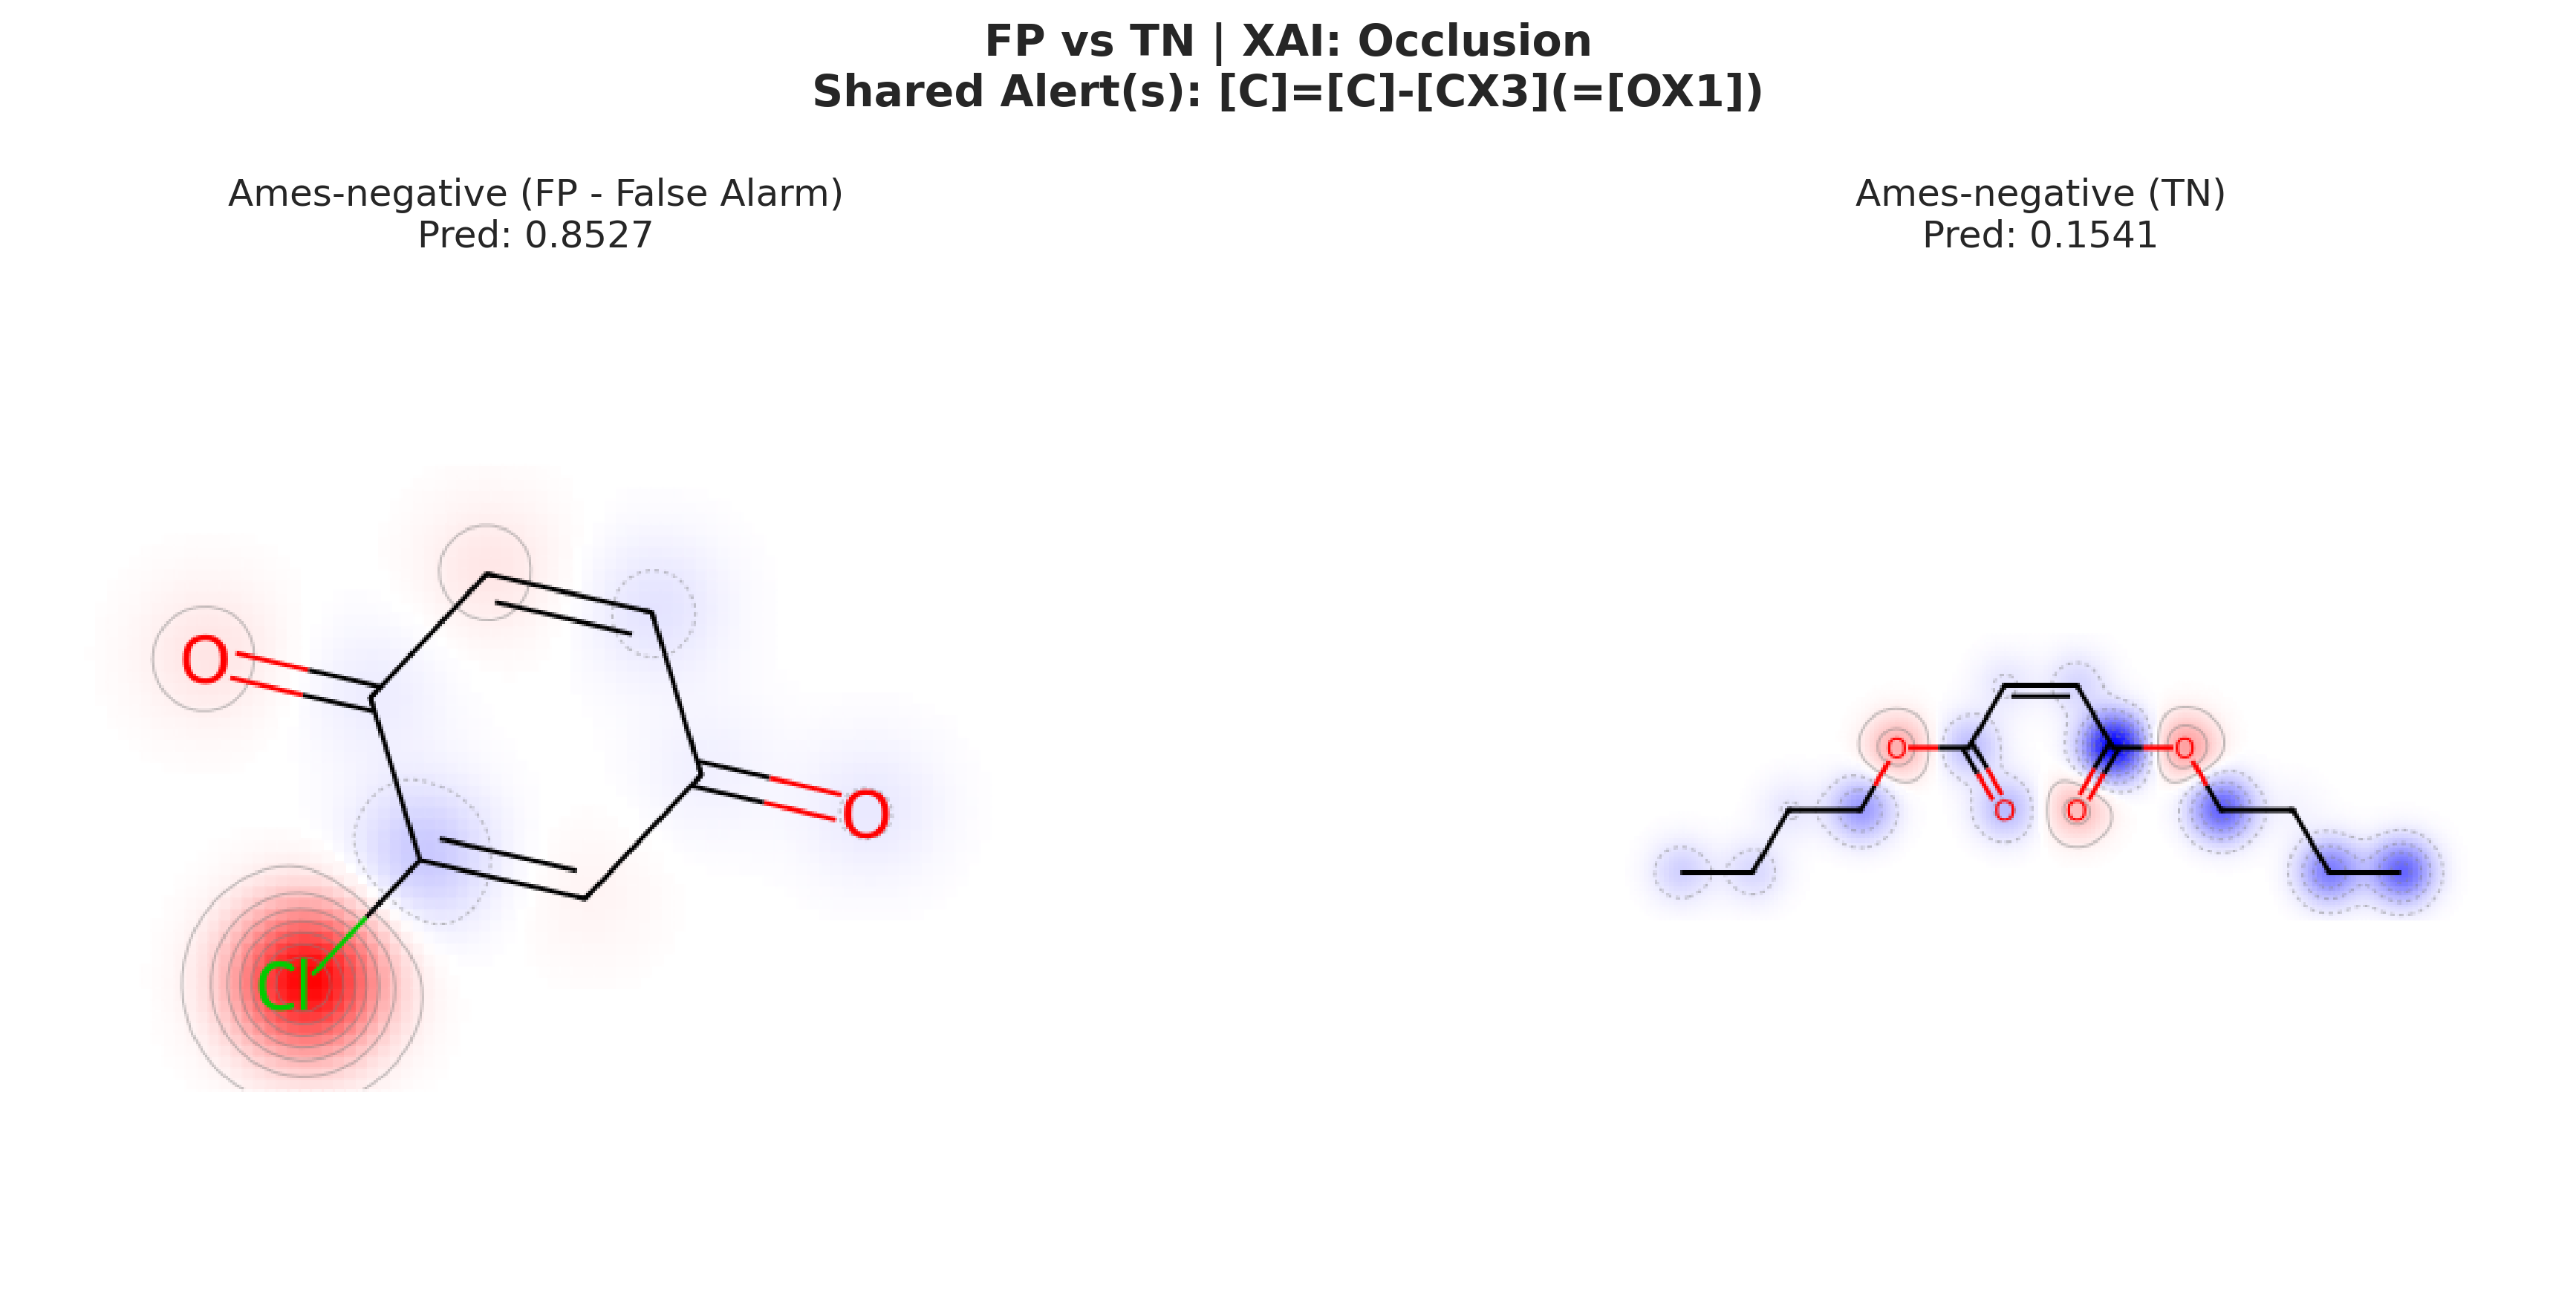 FP vs TN | XAI: Occlusion
Shared Alert(s): [C]=[C]-[CX3](=[OX1])
Ames-negative (FP - False Alarm)
Pred: 0.8527
Ames-negative (TN)
Pred: 0.1541
O
O
Cl
O
O
O
O